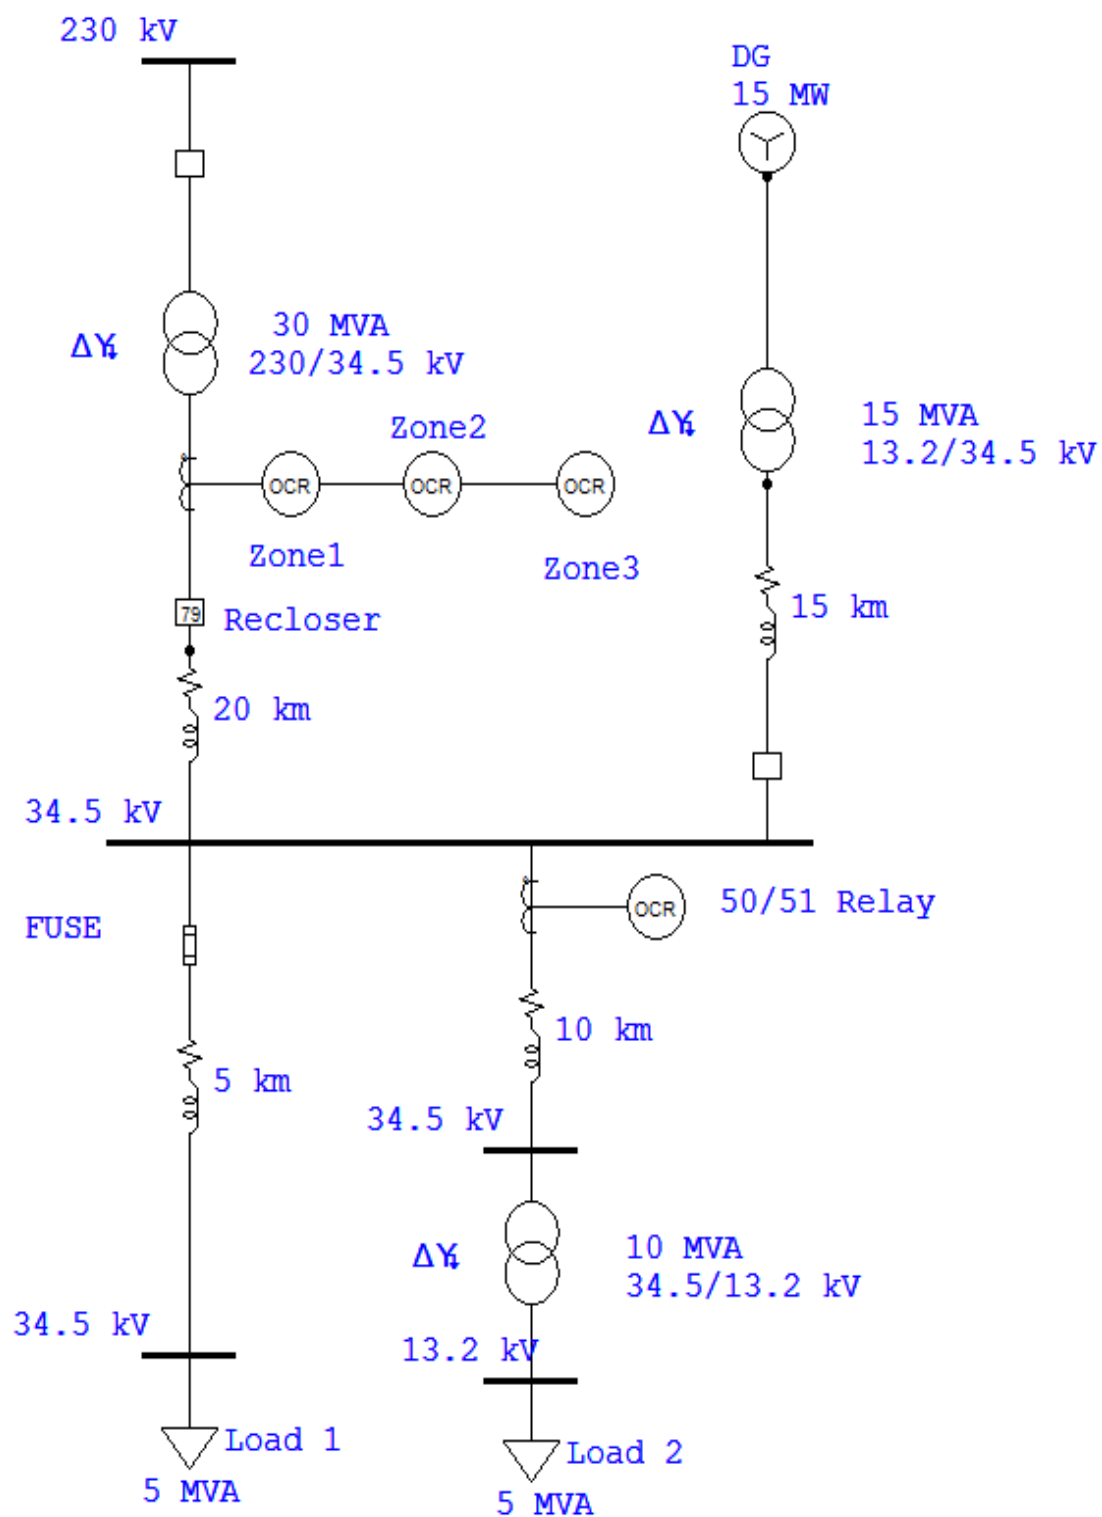 230 kV
DG
15 MW
30 MVA
230/34.5 kV
ΔY
ΔY
15 MVA
13.2/34.5 kV
Zone2
OCR
OCR
OCR
Zone1
Zone3
79
Recloser
15 km
20 km
34.5 kV
50/51 Relay
OCR
FUSE
10 km
5 km
34.5 kV
ΔY
10 MVA
34.5/13.2 kV
34.5 kV
13.2 kV
Load 1
Load 2
5 MVA
5 MVA